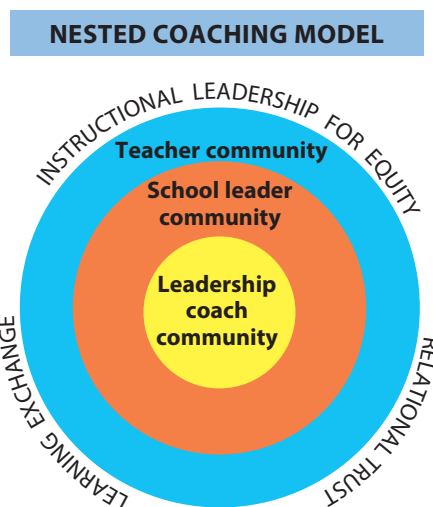 NESTED COACHING MODEL
INSTRUCTIONAL LEADERSHIP FOR EQUITY
Teacher community
School leader
community
Leadership
coach
community
LEARNING EXCHANGE
RELATIONAL TRUST